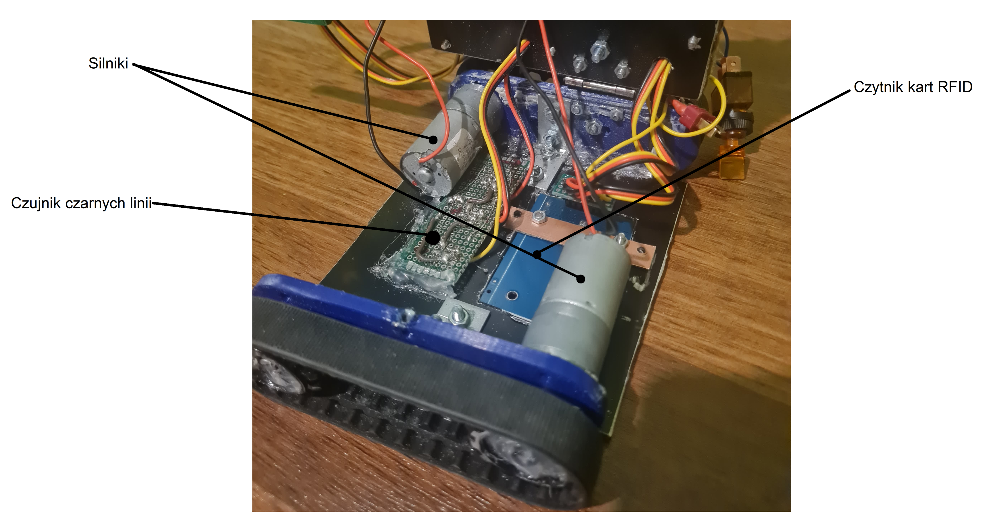 Silniki
Czytnik kart RFID
Czujnik czarnych linii